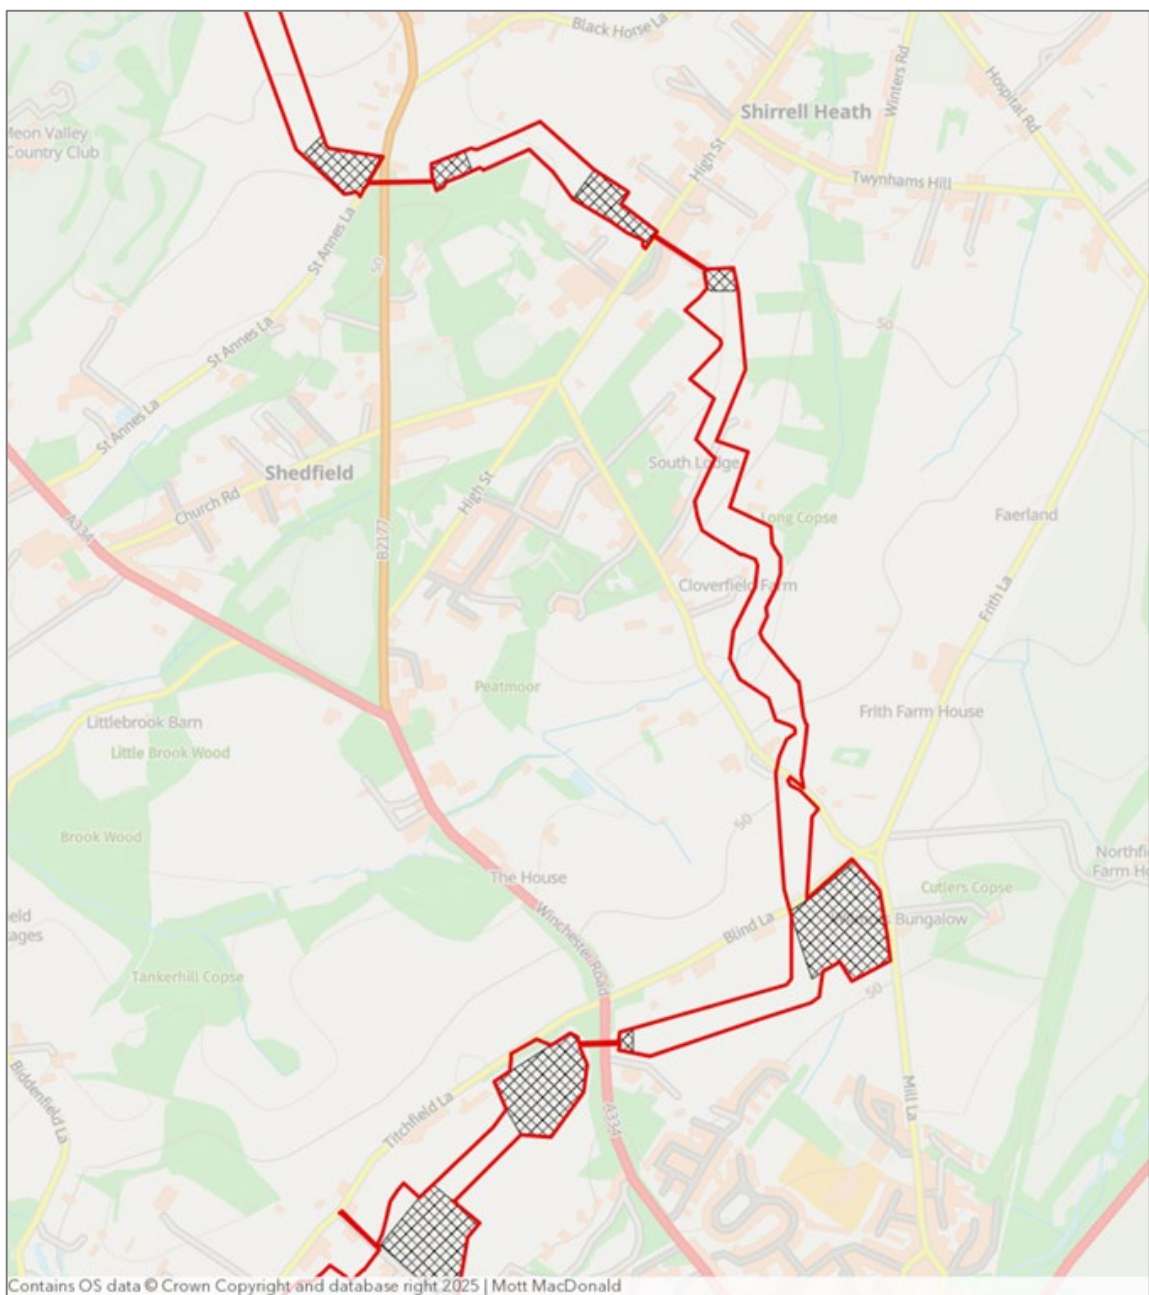 Black Horse La
Winters Rd
Hospital Rd
Shirrell Heath
Meon Valley
Country Club
High St
Twynhams Hill
St Annes La
50
50
St Annes La
St Annes La
South Lodge
Shedfield
High St
Church Rd
A334
B2177
Long Copse
Faerland
Cloverfield Farm
Frith La
Peatmoor
Littlebrook Barn
Little Brook Wood
Frith Farm House
50
Brook Wood
The House
Northfi
Farm Ho
Cutlers Copse
Bungalow
eld
ages
Winchester Road
Blind La
Tankerhill Copse
50
Biddenfield La
Titchfield La
A334
Mill La
Contains OS data © Crown Copyright and database right 2025 | Mott MacDonald